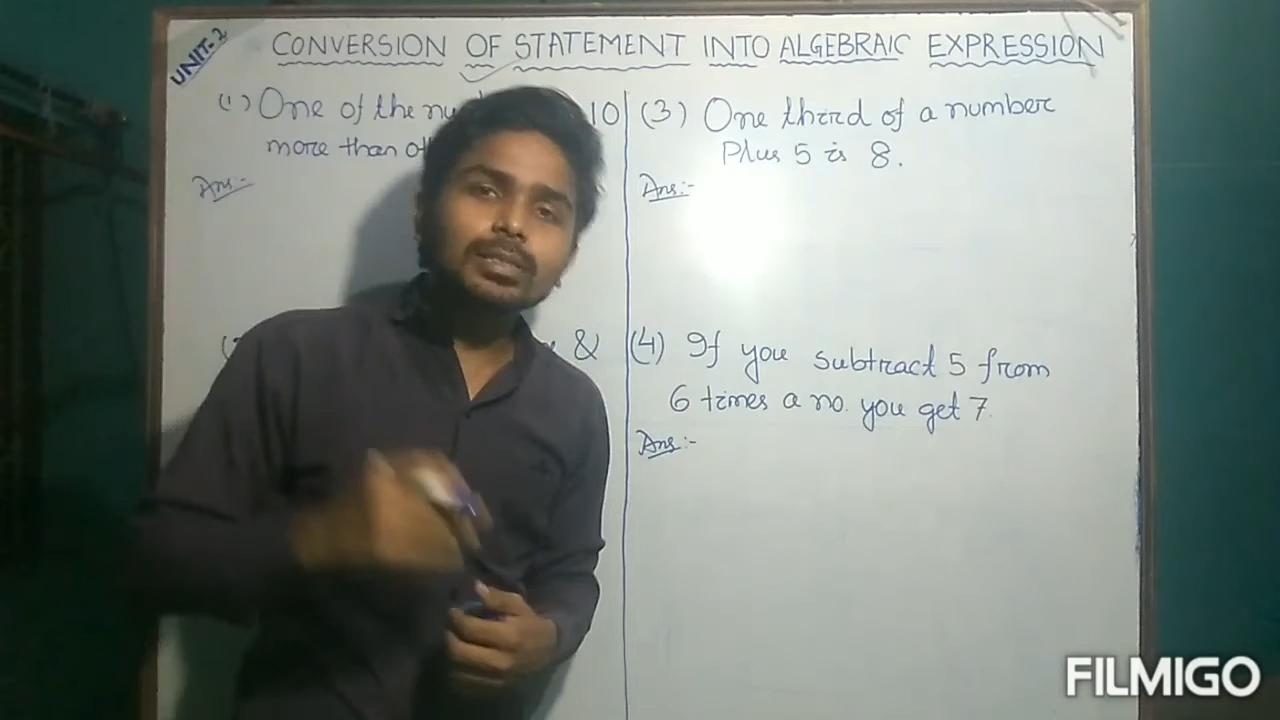 UNIT-2
CONVERSION OF STATEMENT INTO ALGEBRAIC EXPRESSION
(1) One of the 10
more than
Ans:-
&
(3) One third of a number
Plus 5 is 8.
Ans:-
(4) If you subtract 5 from
6 times a no. you get 7.
Ans:-
FILMIGO